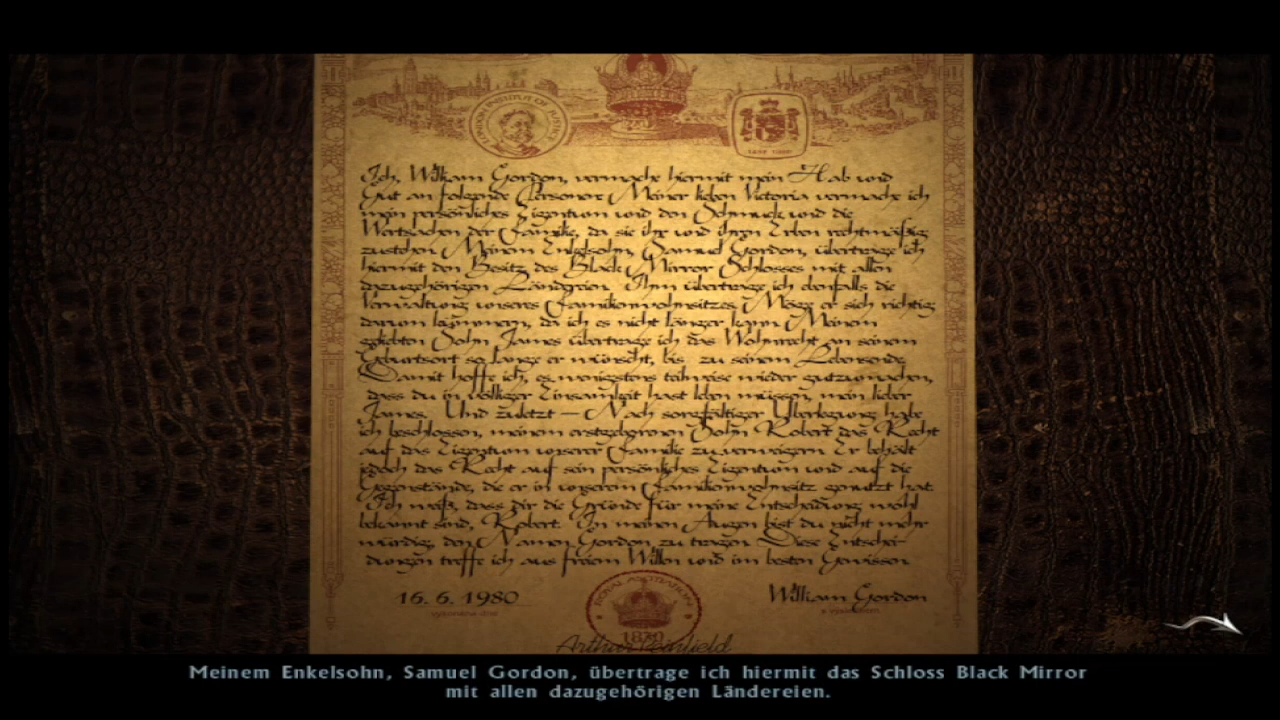 Ich, William Gordon, vermache hiermit mein Hab und
Gut an folgende Personen: Meiner lieben Victoria vermache ich
mein persönliches Eigentum und den Schmuck und die
Wertsachen der Familie, da sie ihr und ihren Erben rechtmäßig
zustehen. Meinem Enkelsohn, Samuel Gordon, übertrage ich
hiermit den Besitz des Black Mirror Schlosses mit allen
dazugehörigen Ländereien. Ihm übertrage ich ebenfalls die
Verwaltung unseres Familienwohnsitzes. Möge er sich richtig
darum kümmern, da ich es nicht länger kann. Meinem
geliebten Sohn James übertrage ich das Wohnrecht an seinem
Geburtsort so lange er wünscht, bis zu seinem Lebensende.
Damit hoffe ich, es wenigstens teilweise wieder gutzumachen,
dass du in völliger Einsamkeit hast leben müssen, mein lieber
James. Und zuletzt – Nach sorgfältiger Überlegung habe
ich beschlossen, meinem erstgeborenen Sohn Robert das Recht
auf das Eigentum unserer Familie zu verweigern. Er behält
jedoch das Recht auf sein persönliches Eigentum und auf die
Gegenstände, die er in unserem Familienwohnsitz genutzt hat.
Ich weiß, dass dir die Gründe für meine Entscheidung wohl
bekannt sind, Robert. In meinen Augen bist du nicht mehr
würdig, den Namen Gordon zu tragen. Diese Entschei-
dungen treffe ich aus freiem Willen und im besten Gewissen.
16. 6. 1980
William Gordon
1830
Meinem Enkelsohn, Samuel Gordon, übertrage ich hiermit das Schloss Black Mirror
mit allen dazugehörigen Ländereien.